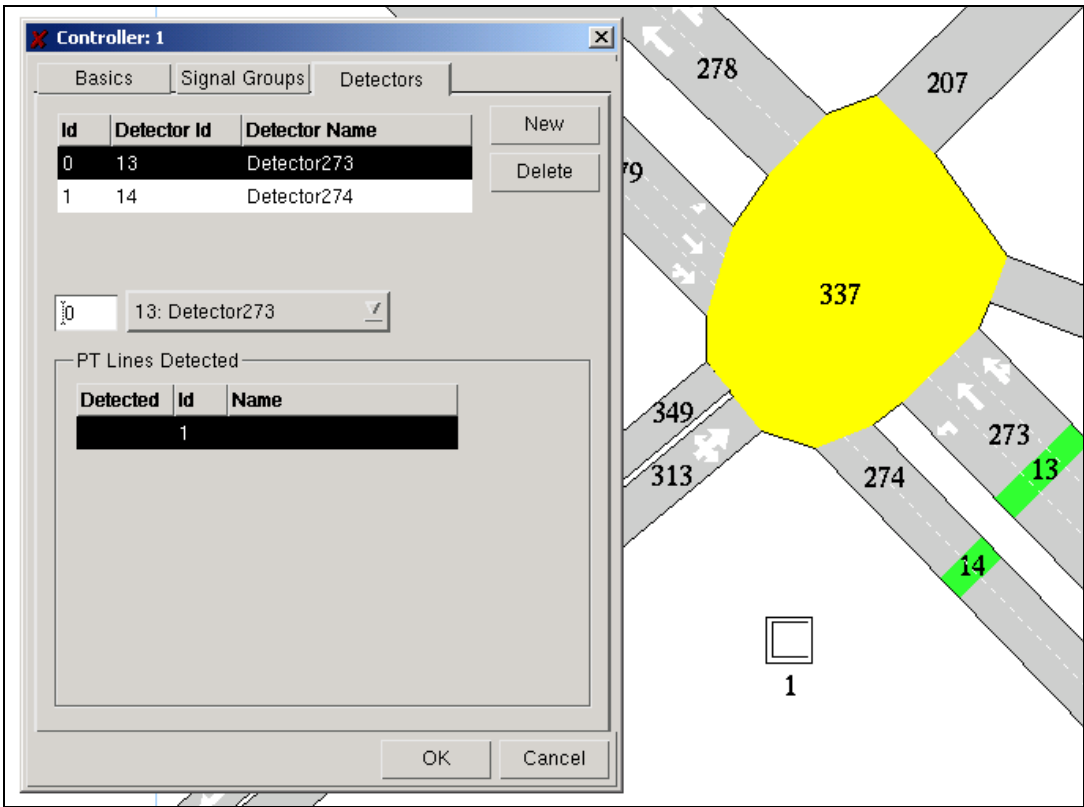 Controller: 1
Basics
Signal Groups
Detectors
Id Detector Id Detector Name
0 13 Detector273
1 14 Detector274
New
Delete
0
13: Detector273
PT Lines Detected
Detected Id Name
1
OK
Cancel
278
207
79
337
349
313
273
274
13
14
1